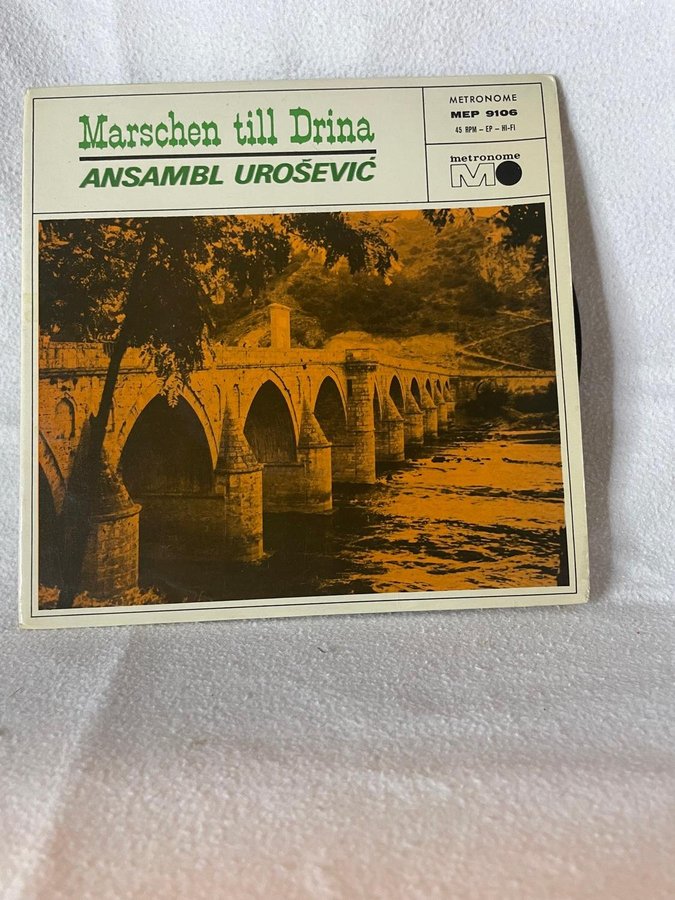 Marschen till Drina
ANSAMBL UROŠEVIĆ
METRONOME
MEP 9106
45 RPM – EP – HI-FI
metronome
M